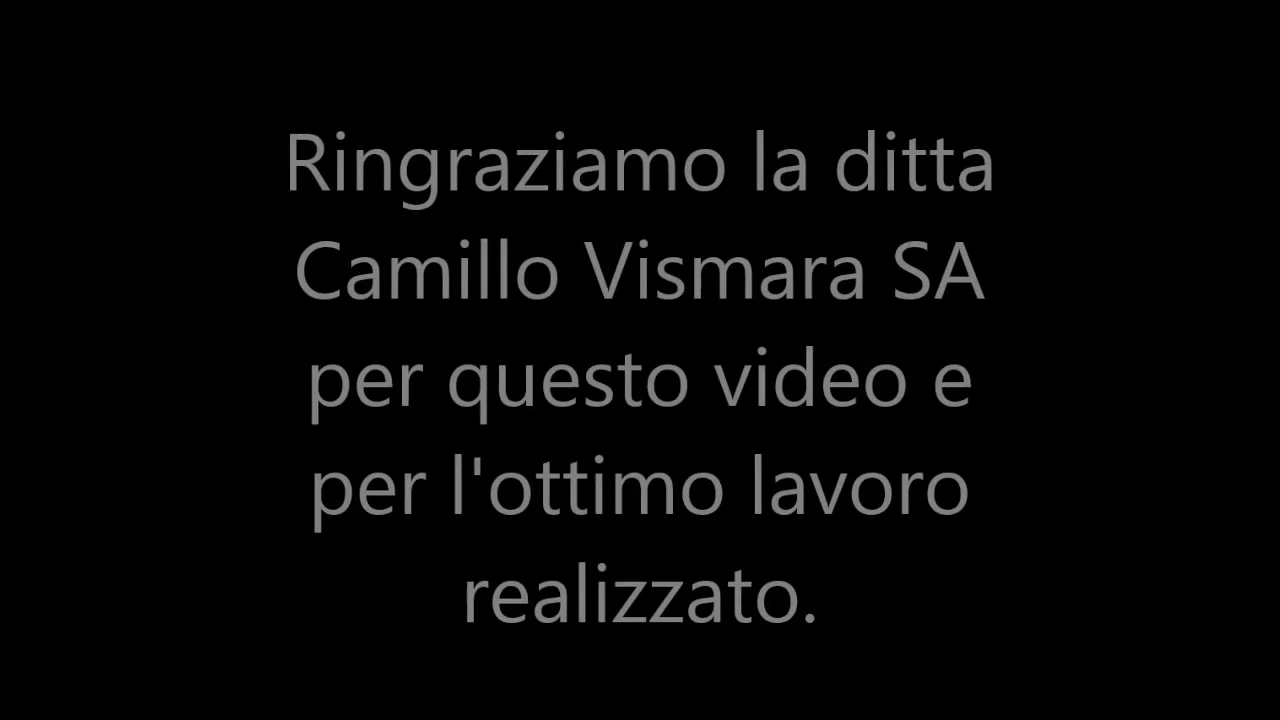 Ringraziamo la ditta
Camillo Vismara SA
per questo video e
per l'ottimo lavoro
realizzato.